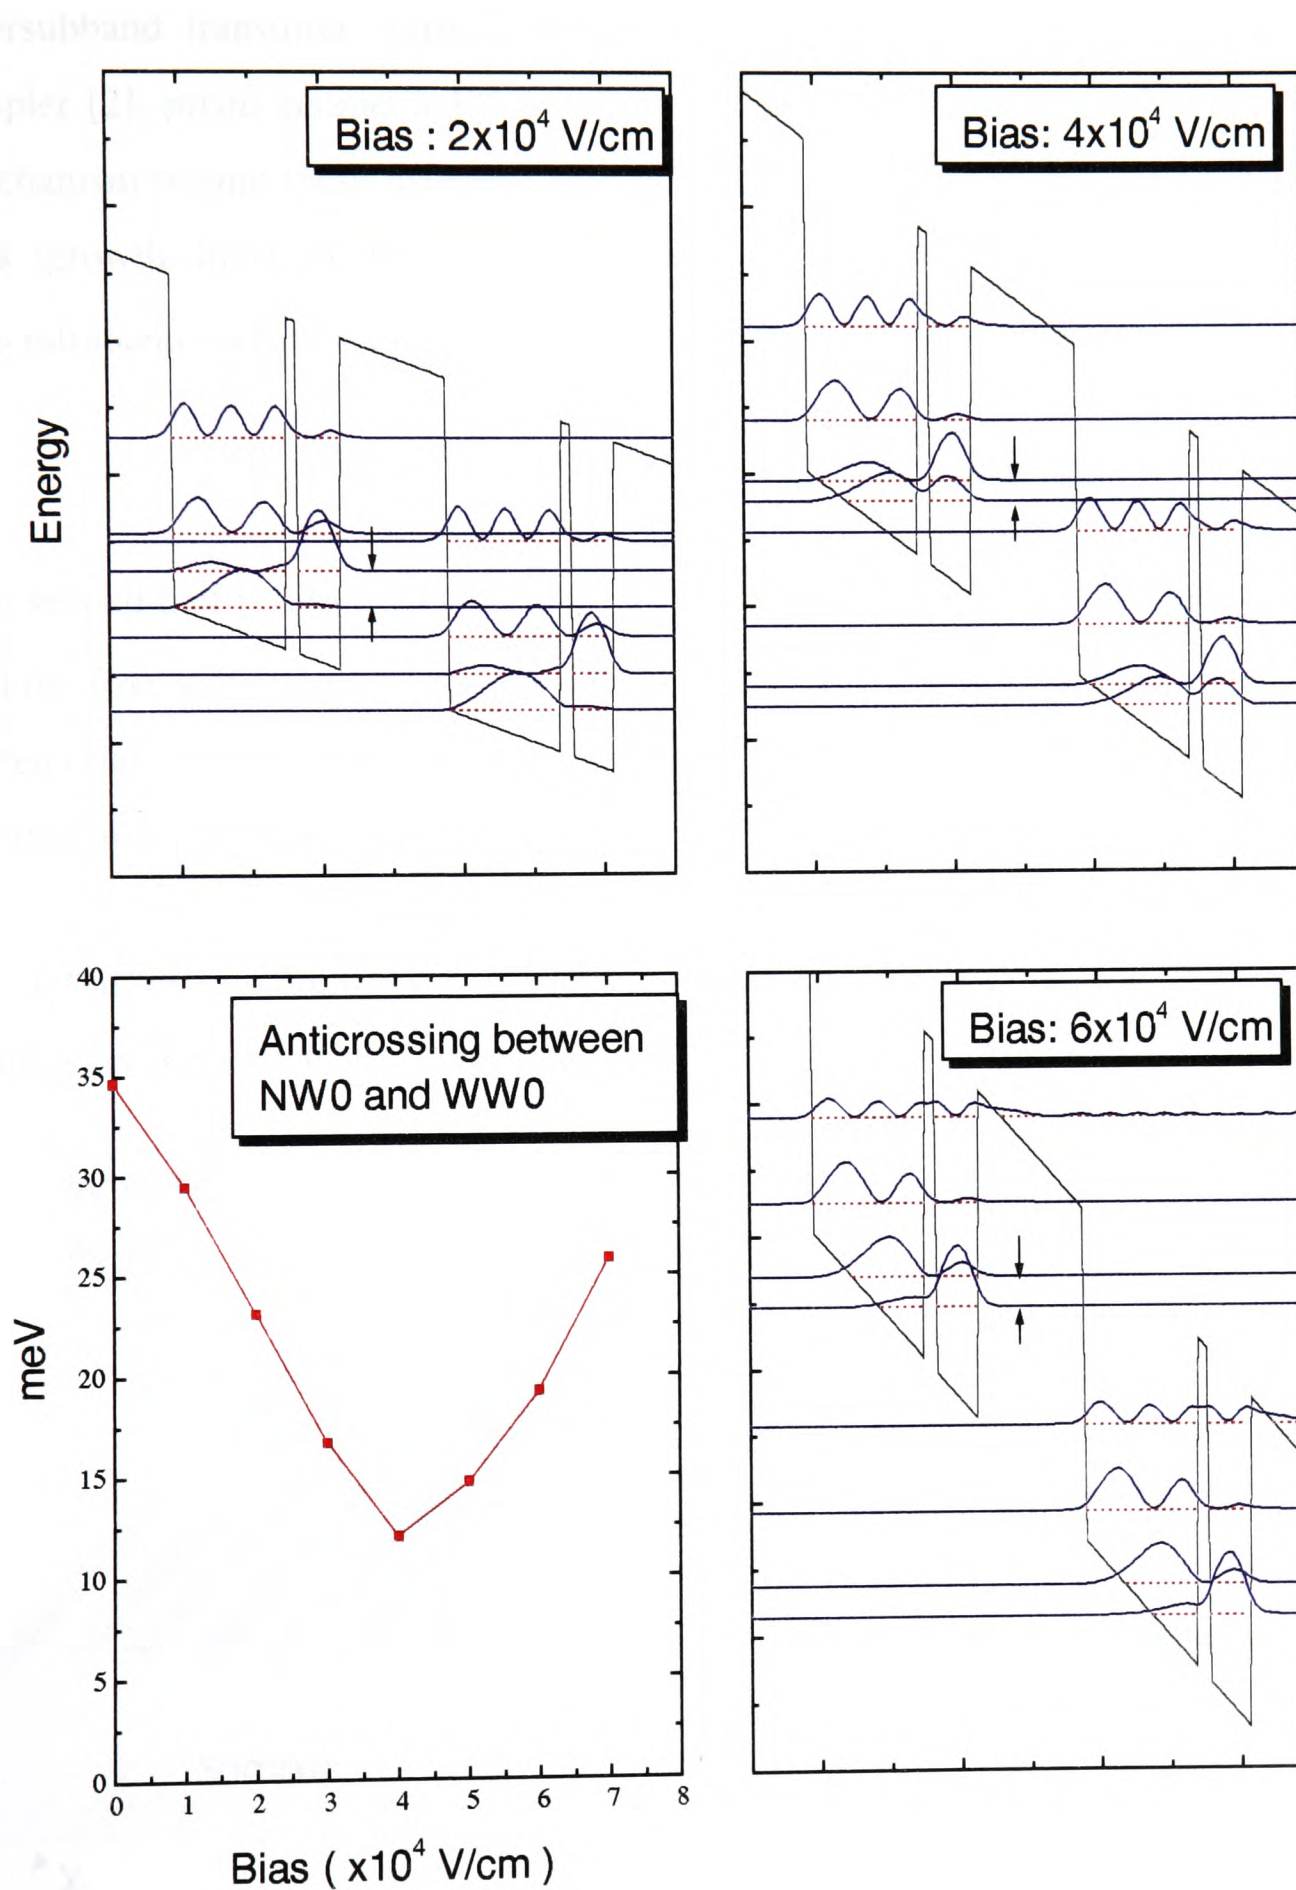 Bias : 2x10⁴ V/cm
Bias: 4x10⁴ V/cm
Energy
40
35
30
25
20
15
10
5
0
meV
Anticrossing between
NW0 and WW0
0 1 2 3 4 5 6 7 8
Bias ( x10⁴ V/cm )
Bias: 6x10⁴ V/cm